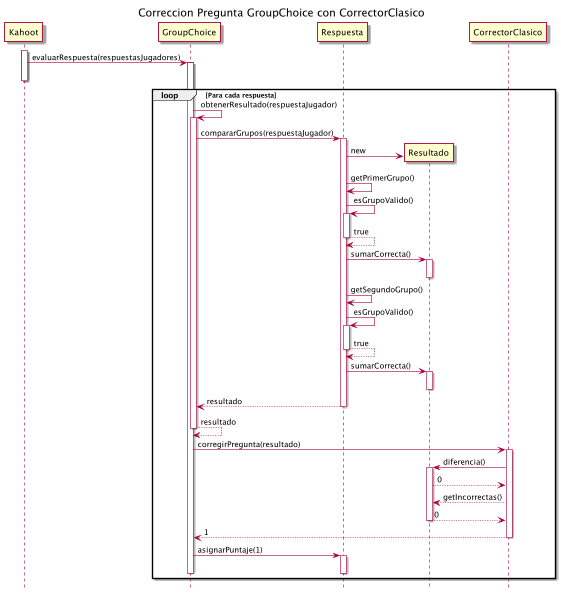 Correccion Pregunta GroupChoice con CorrectorClasico
Kahoot
GroupChoice
Respuesta
CorrectorClasico
evaluarRespuesta(respuestasJugadores)
loop
[Para cada respuesta]
obtenerResultado(respuestaJugador)
compararGrupos(respuestaJugador)
new
Resultado
getPrimerGrupo()
esGrupoValido()
true
sumarCorrecta()
getSegundoGrupo()
esGrupoValido()
true
sumarCorrecta()
resultado
resultado
corregirPregunta(resultado)
diferencia()
0
getIncorrectas()
0
1
asignarPuntaje(1)